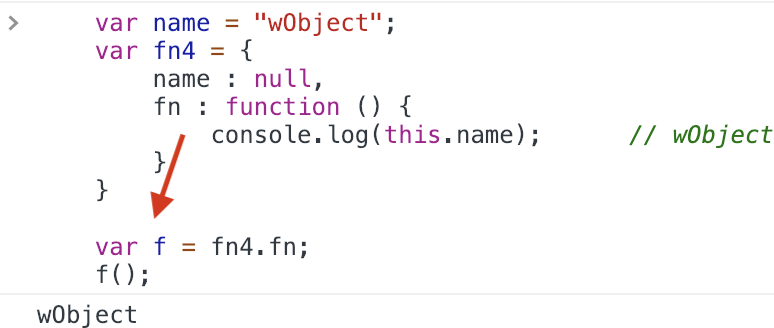 > var name = "wObject";
var fn4 = {
name : null,
fn : function () {
console.log(this.name); // wObject
}
}
var f = fn4.fn;
f();
wObject